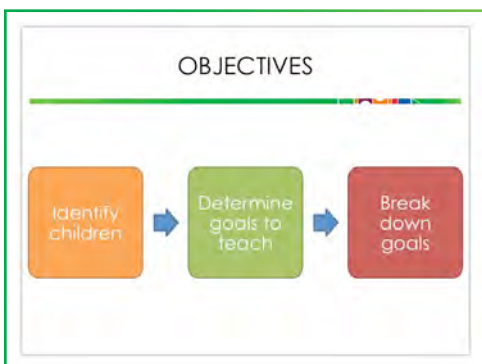 OBJECTIVES
Identify
children
Determine
goals to
teach
Break
down
goals